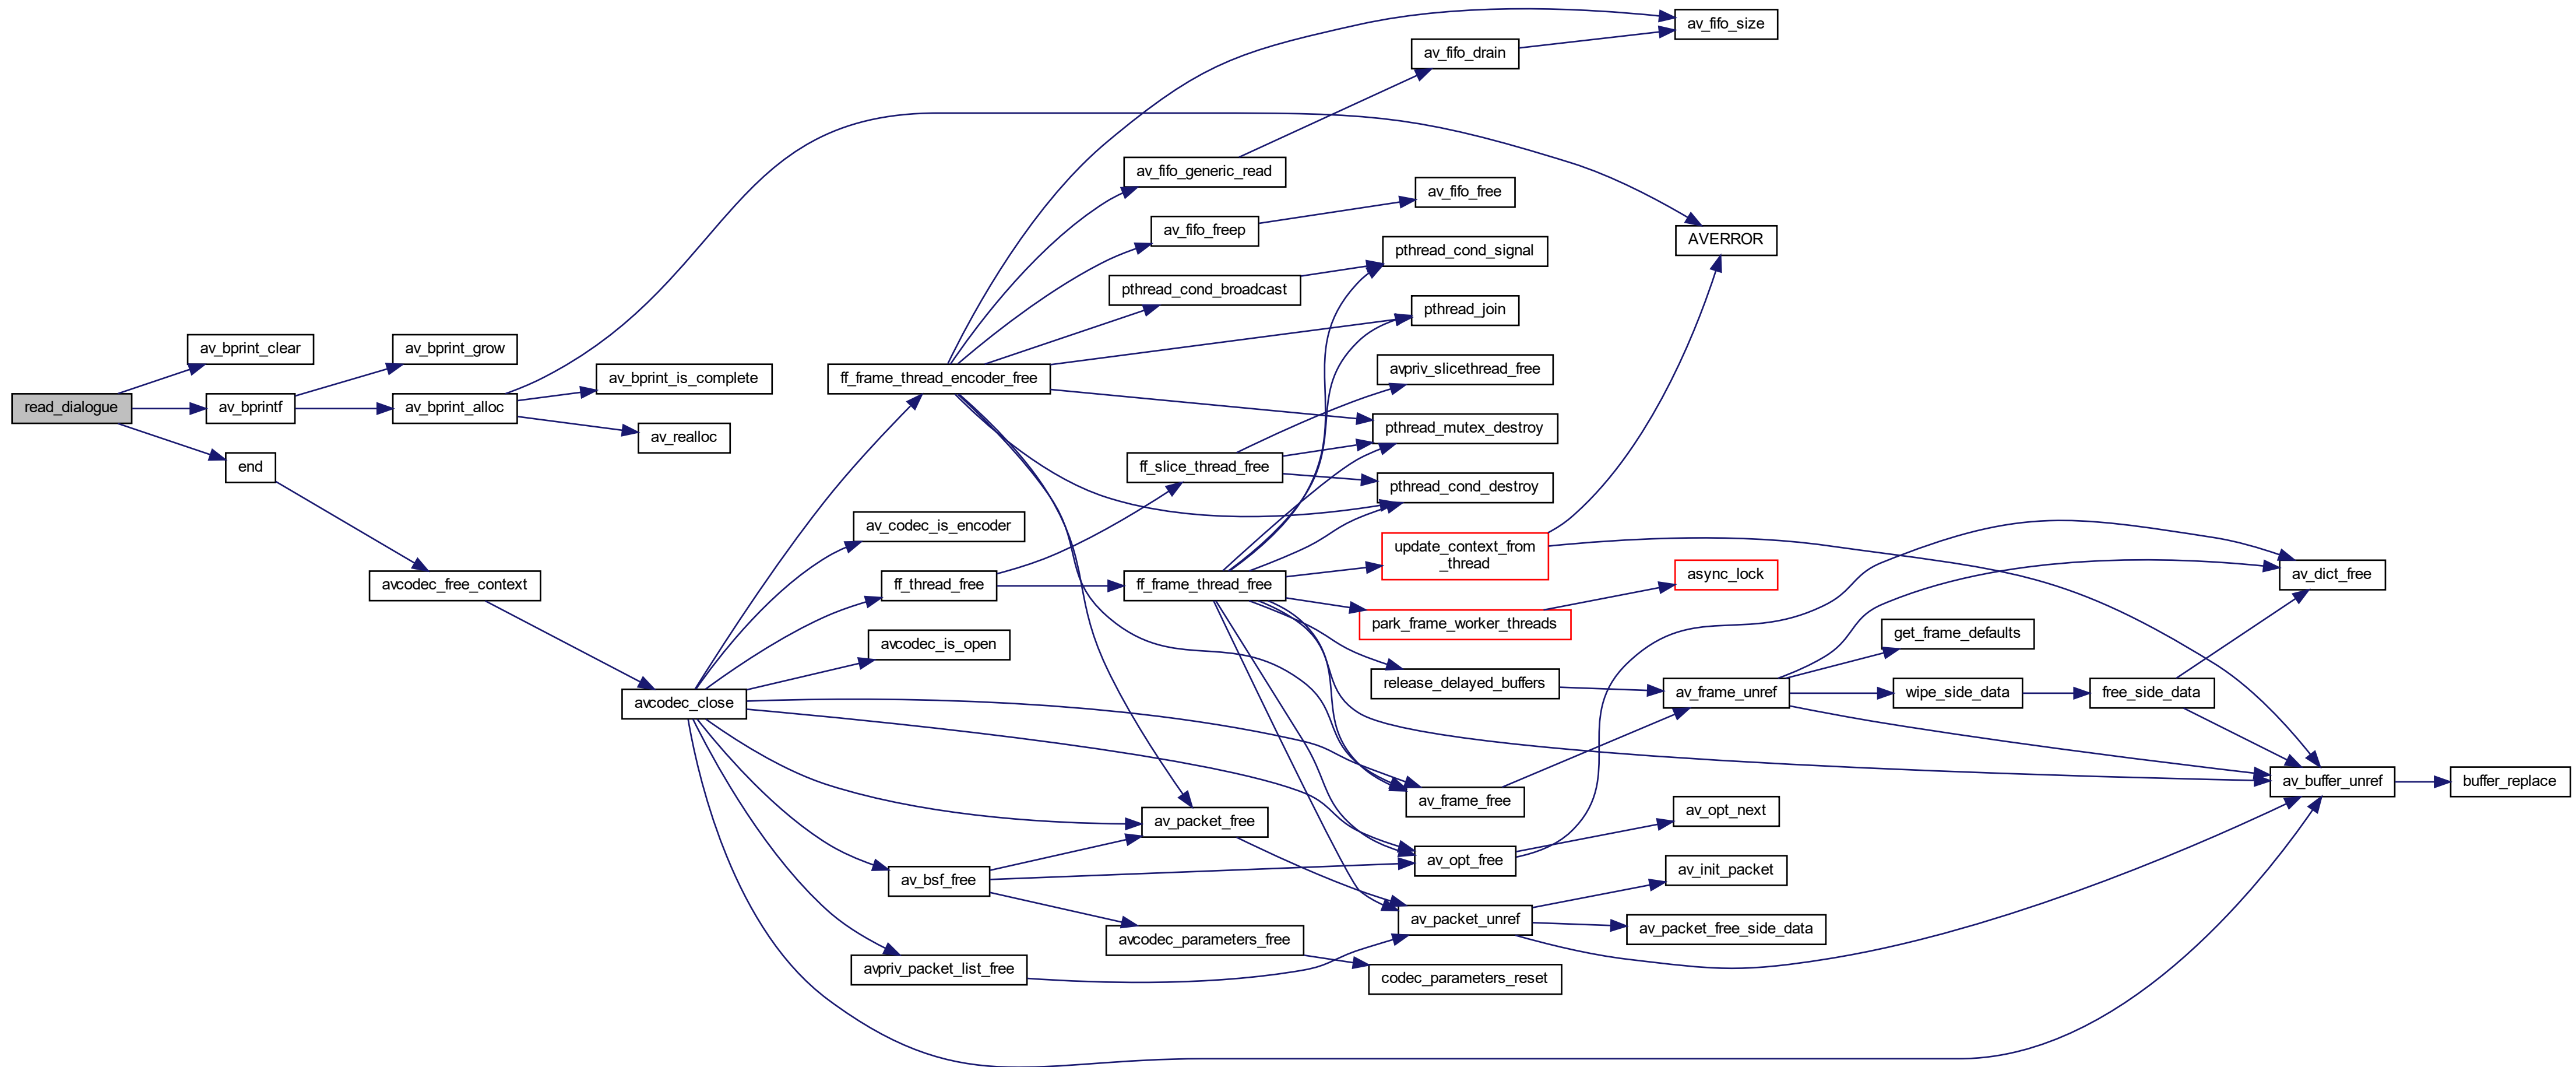 read_dialogue
av_bprint_clear
av_bprintf
end
av_bprint_grow
av_bprint_alloc
avcodec_free_context
av_bprint_is_complete
av_realloc
avcodec_close
ff_frame_thread_encoder_free
av_codec_is_encoder
ff_thread_free
avcodec_is_open
av_bsf_free
avpriv_packet_list_free
av_fifo_generic_read
av_fifo_freep
pthread_cond_broadcast
ff_slice_thread_free
ff_frame_thread_free
av_packet_free
avcodec_parameters_free
av_fifo_drain
av_fifo_free
pthread_cond_signal
pthread_join
avpriv_slicethread_free
pthread_mutex_destroy
pthread_cond_destroy
update_context_from
_thread
park_frame_worker_threads
release_delayed_buffers
av_frame_free
av_opt_free
av_packet_unref
codec_parameters_reset
av_fifo_size
AVERROR
async_lock
av_frame_unref
av_opt_next
av_init_packet
av_packet_free_side_data
get_frame_defaults
wipe_side_data
free_side_data
av_dict_free
av_buffer_unref
buffer_replace